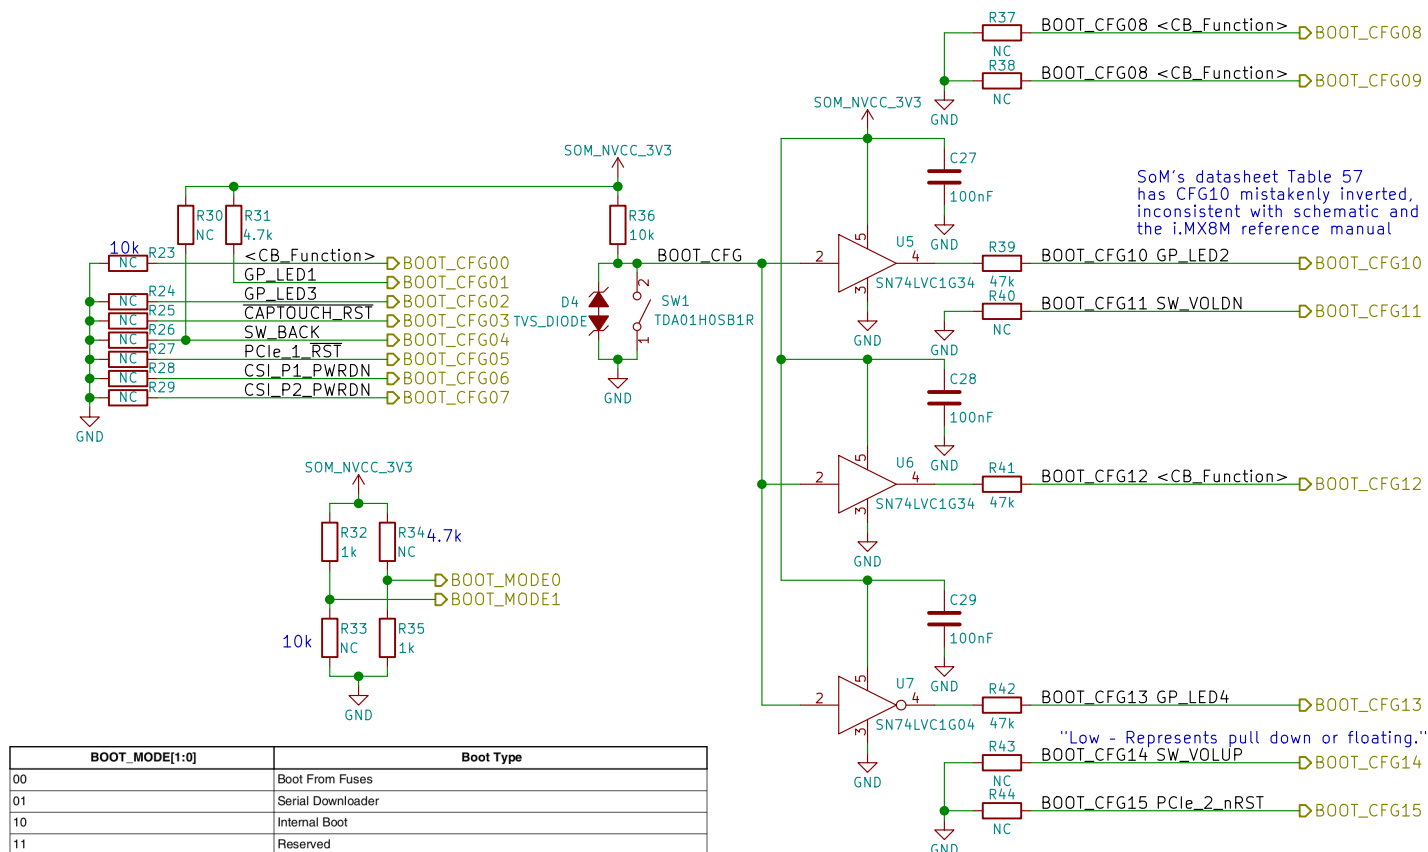 R37
BOOT_CFG08 <CB_Function>
BOOT_CFG08
NC
R38
BOOT_CFG08 <CB_Function>
BOOT_CFG09
NC
GND
SOM_NVCC_3V3
C27
100nF
GND
SoM's datasheet Table 57
has CFG10 mistakenly inverted,
inconsistent with schematic and
the i.MX8M reference manual
SOM_NVCC_3V3
R30
NC
R31
4.7k
R36
10k
10k
R23
NC
<CB_Function>
BOOT_CFG00
GP_LED1
BOOT_CFG01
R24
NC
GP_LED3
BOOT_CFG02
R25
NC
CAPTOUCH_RST
BOOT_CFG03
R26
NC
SW_BACK
BOOT_CFG04
R27
NC
PCIe_1_RST
BOOT_CFG05
R28
NC
CSI_P1_PWRDN
BOOT_CFG06
R29
NC
CSI_P2_PWRDN
BOOT_CFG07
GND
BOOT_CFG
D4
TVS_DIODE
2
SW1
TDA01H0SB1R
1
GND
5
U5
2
4
SN74LVC1G34
3
GND
R39
47k
BOOT_CFG10 GP_LED2
BOOT_CFG10
R40
NC
BOOT_CFG11 SW_VOLDN
BOOT_CFG11
GND
C28
100nF
GND
5
U6
2
4
SN74LVC1G34
3
GND
R41
47k
BOOT_CFG12 <CB_Function>
BOOT_CFG12
SOM_NVCC_3V3
R32
1k
R34
NC
4.7k
BOOT_MODE0
BOOT_MODE1
10k
R33
NC
R35
1k
GND
C29
100nF
GND
5
U7
2
4
SN74LVC1G04
3
GND
R42
47k
BOOT_CFG13 GP_LED4
BOOT_CFG13
"Low - Represents pull down or floating."
R43
NC
BOOT_CFG14 SW_VOLUP
BOOT_CFG14
R44
NC
BOOT_CFG15 PCIe_2_nRST
BOOT_CFG15
GND
BOOT_MODE[1:0] Boot Type
00 Boot From Fuses
01 Serial Downloader
10 Internal Boot
11 Reserved